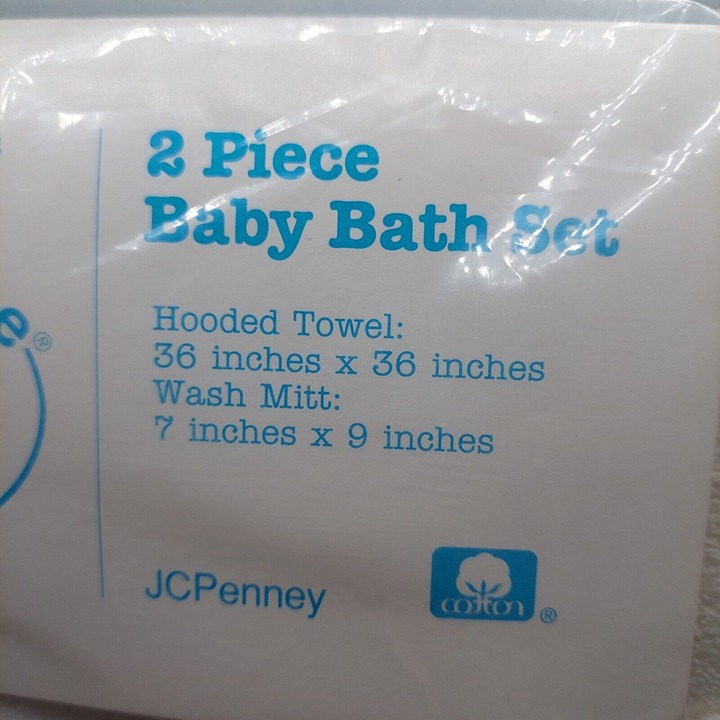 2 Piece
Baby Bath Set
Hooded Towel:
36 inches x 36 inches
Wash Mitt:
7 inches x 9 inches
e®
JCPenney
cotton®